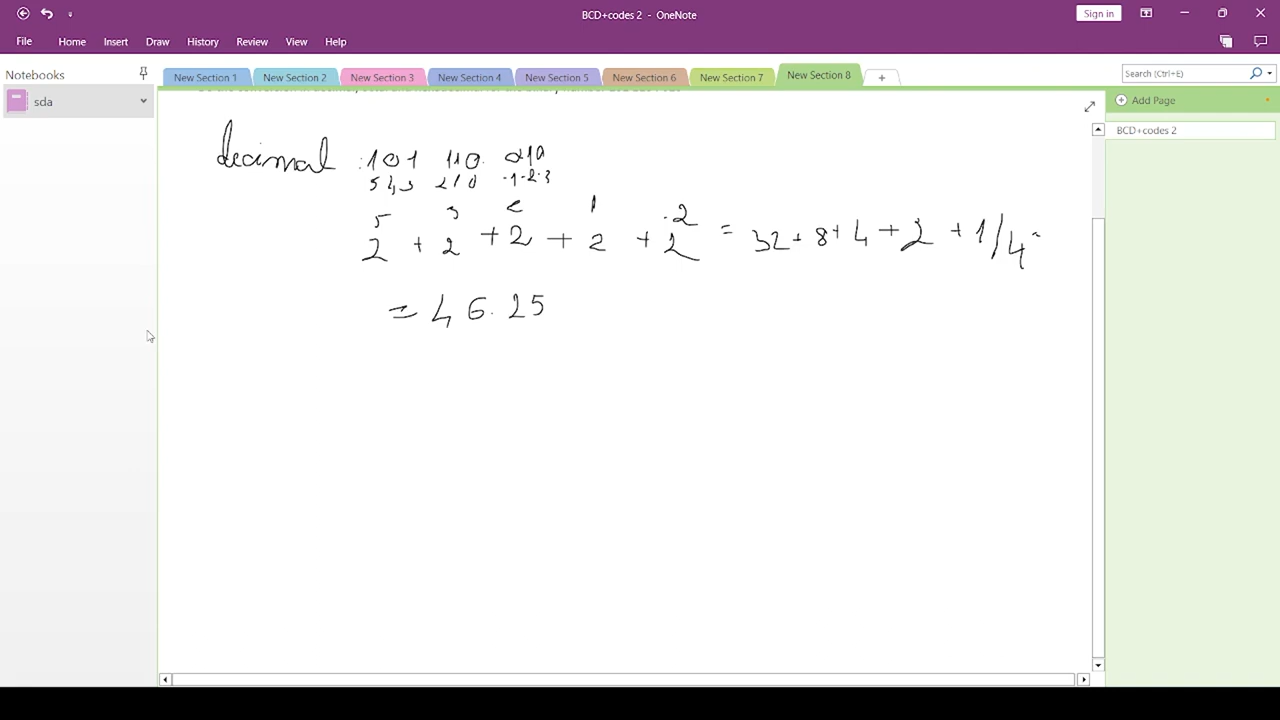 BCD+codes 2 - OneNote
Sign in
File Home Insert Draw History Review View Help
Notebooks
New Section 1 New Section 2 New Section 3 New Section 4 New Section 5 New Section 6 New Section 7 New Section 8 +
Search (Ctrl+E)
sda
Add Page
BCD+codes 2
decimal : 101 110. 010
5 4 3 2 1 0 -1 -2 -3
5 3 2 1 -2
2 + 2 + 2 + 2 + 2 = 32 + 8 + 4 + 2 + 1/4 =
= 46.25